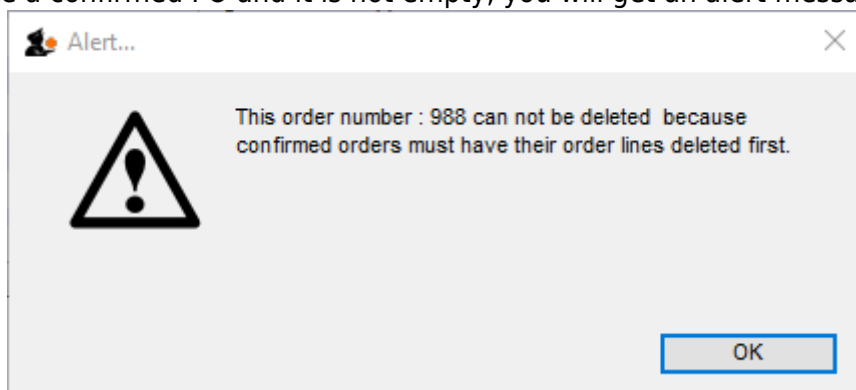 e a confirmed PO and it is not empty, you will get an alert messa
Alert...
This order number : 988 can not be deleted  because
confirmed orders must have their order lines deleted first.
OK